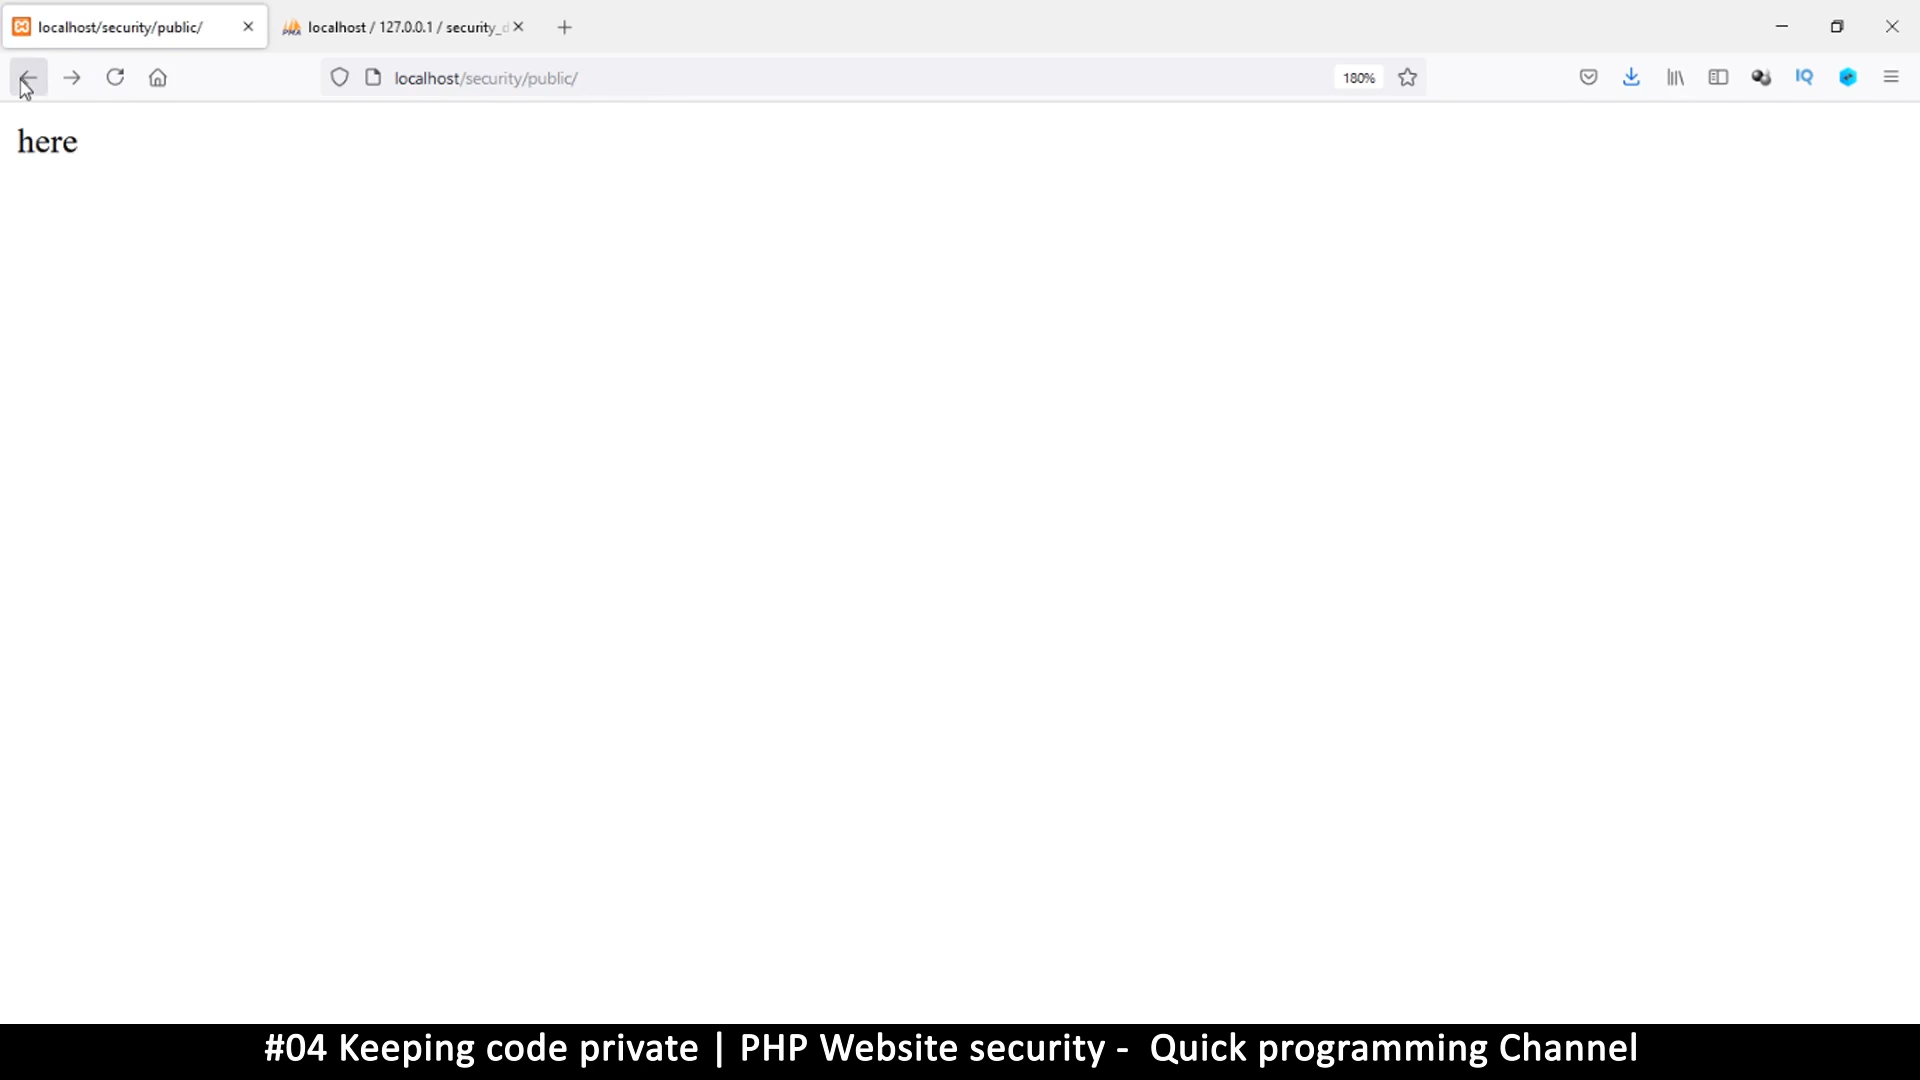 localhost/security/public/
localhost / 127.0.0.1 / security_
localhost/security/public/
180%
IQ
here
#04 Keeping code private | PHP Website security - Quick programming Channel